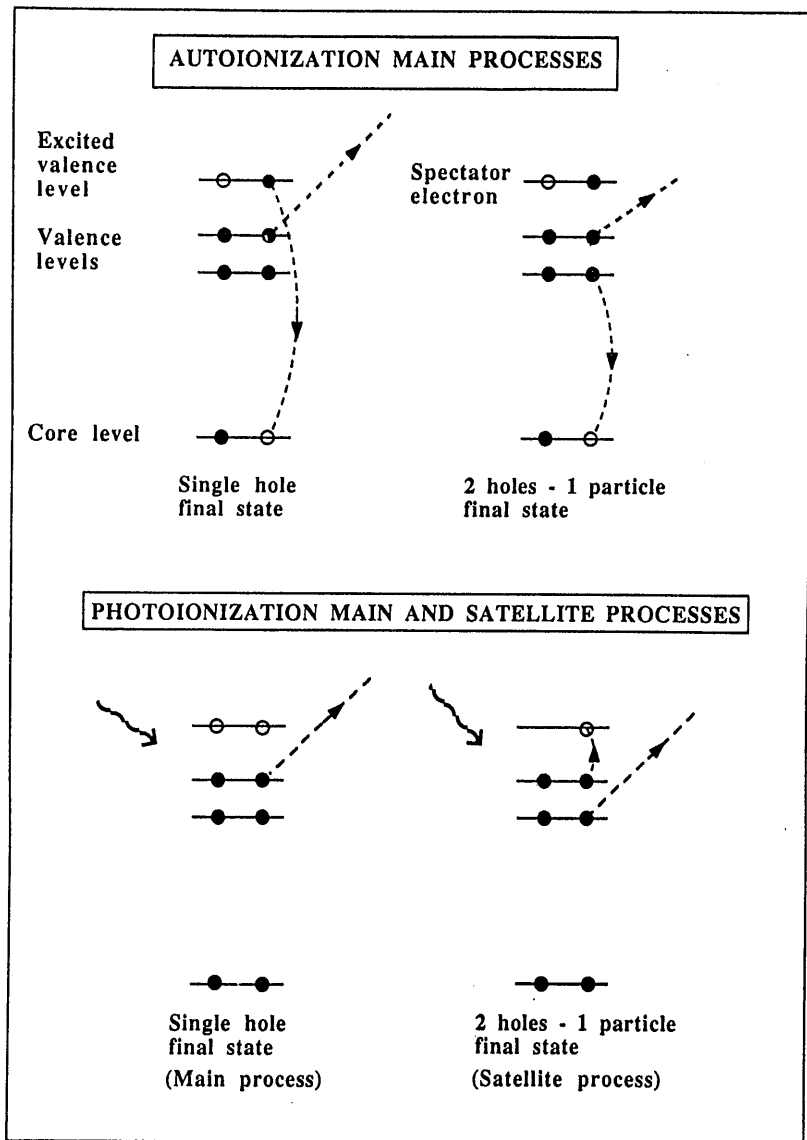 AUTOIONIZATION MAIN PROCESSES
Excited
valence
level
Spectator
electron
Valence
levels
Core level
Single hole
final state
2 holes - 1 particle
final state
PHOTOIONIZATION MAIN AND SATELLITE PROCESSES
Single hole
final state
(Main process)
2 holes - 1 particle
final state
(Satellite process)